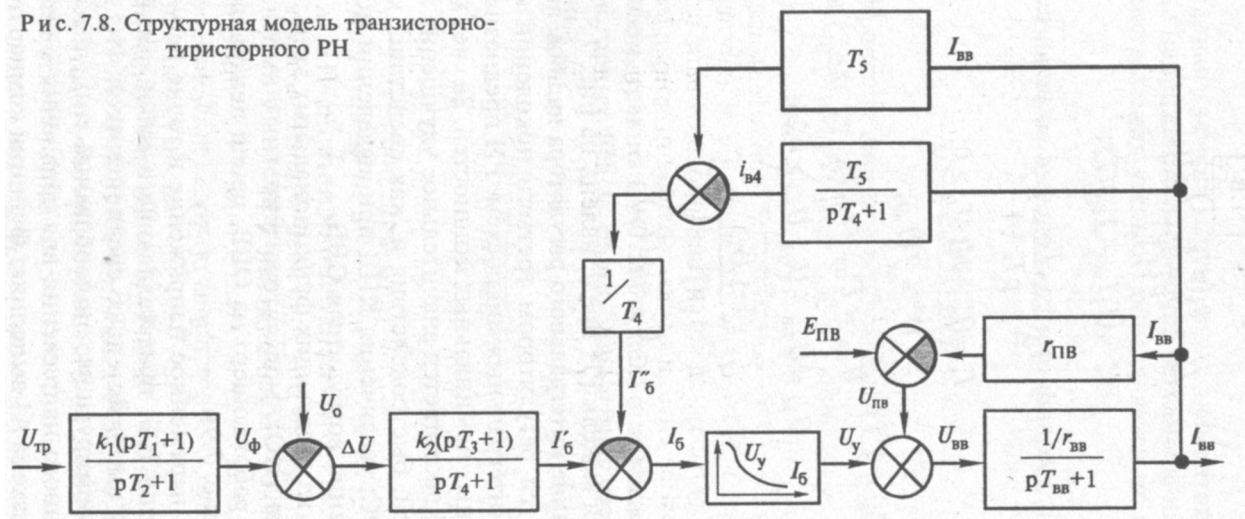 Рис. 7.8. Структурная модель транзисторно-
тиристорного РН
T₅
Iвв
iв4
T₅
pT₄+1
1/T₄
Eпв
rпв
Iвв
I″б
Uпв
Uо
Uтр
k₁(pT₁+1)
pT₂+1
Uф
ΔU
k₂(pT₃+1)
pT₄+1
I′б
Iб
Uу
Iб
Uу
Uвв
1/rвв
pTвв+1
Iвв